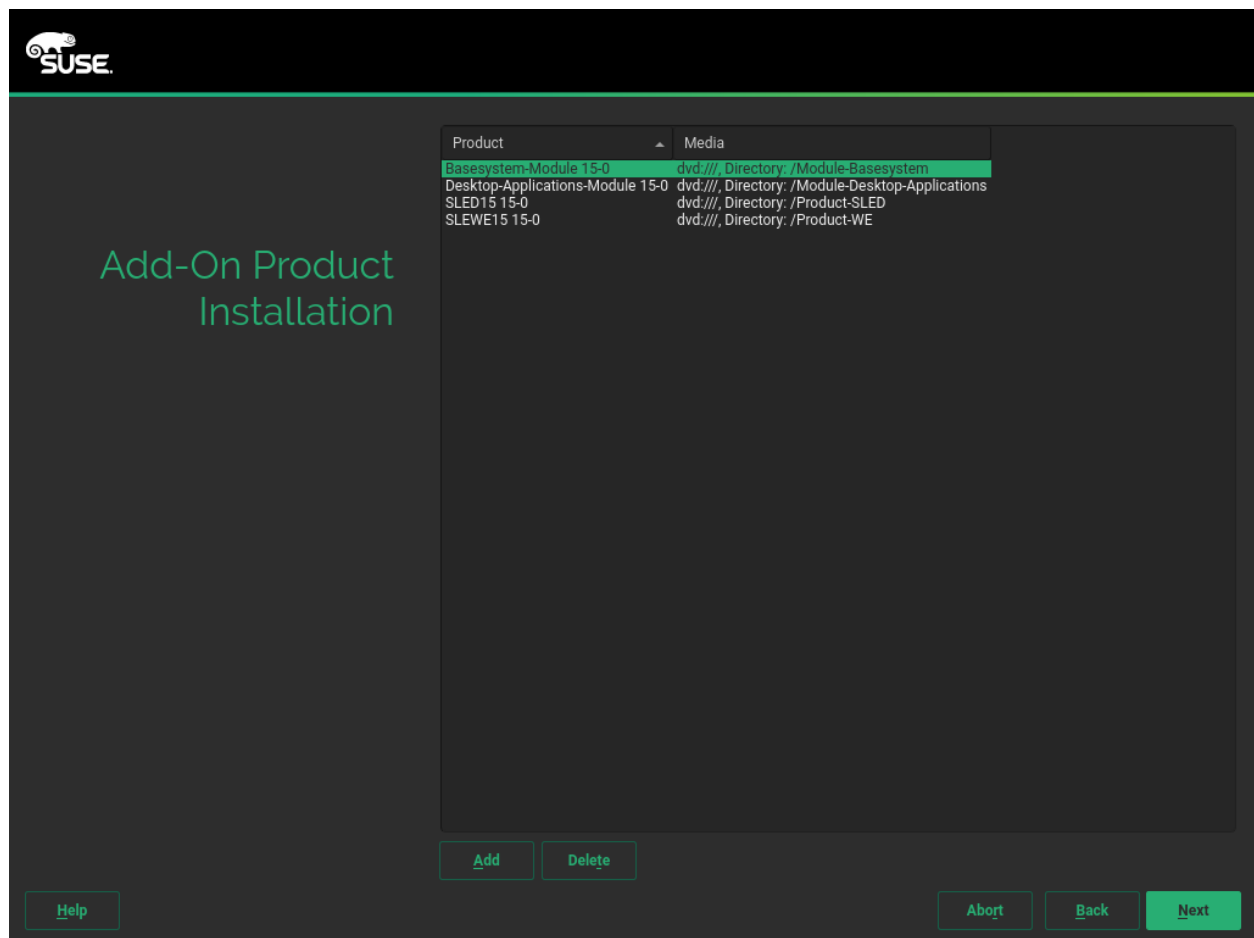 SUSE.
Product Media
Basesystem-Module 15-0 dvd:///, Directory: /Module-Basesystem
Desktop-Applications-Module 15-0 dvd:///, Directory: /Module-Desktop-Applications
SLED15 15-0 dvd:///, Directory: /Product-SLED
SLEWE15 15-0 dvd:///, Directory: /Product-WE
Add-On Product
Installation
Add Delete
Help Abort Back Next